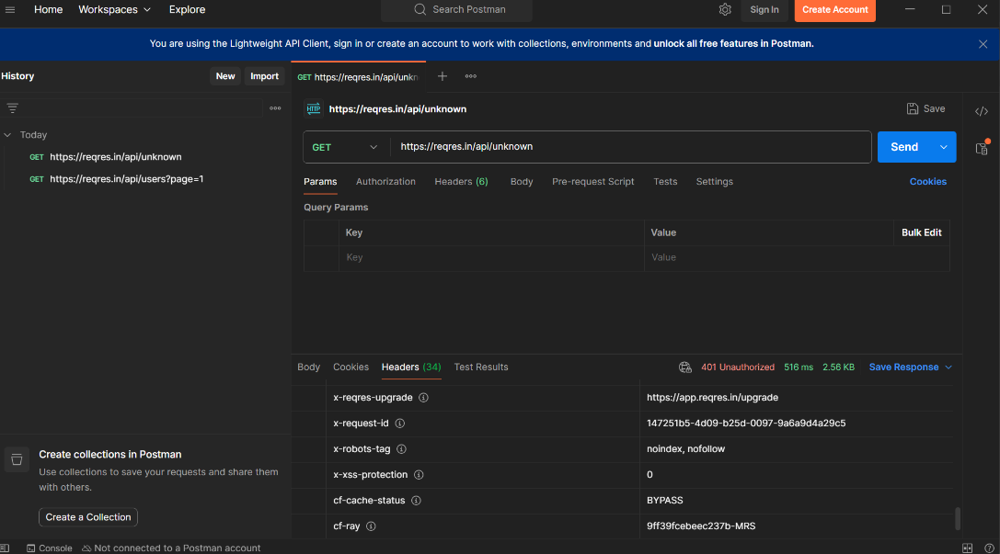 Home Workspaces Explore Search Postman Sign In Create Account
You are using the Lightweight API Client, sign in or create an account to work with collections, environments and unlock all free features in Postman.
History New Import
GET https://reqres.in/api/unkn
HTTP https://reqres.in/api/unknown Save
Today
GET https://reqres.in/api/unknown
GET https://reqres.in/api/users?page=1
GET https://reqres.in/api/unknown Send
Params Authorization Headers (6) Body Pre-request Script Tests Settings Cookies
Query Params
Key Value Bulk Edit
Key Value
Body Cookies Headers (34) Test Results 401 Unauthorized 516 ms 2.56 KB Save Response
x-reqres-upgrade https://app.reqres.in/upgrade
x-request-id 147251b5-4d09-b25d-0097-9a6a9d4a29c5
x-robots-tag noindex, nofollow
x-xss-protection 0
cf-cache-status BYPASS
cf-ray 9ff39fcebeec237b-MRS
Create collections in Postman
Use collections to save your requests and share them
with others.
Create a Collection
Console Not connected to a Postman account